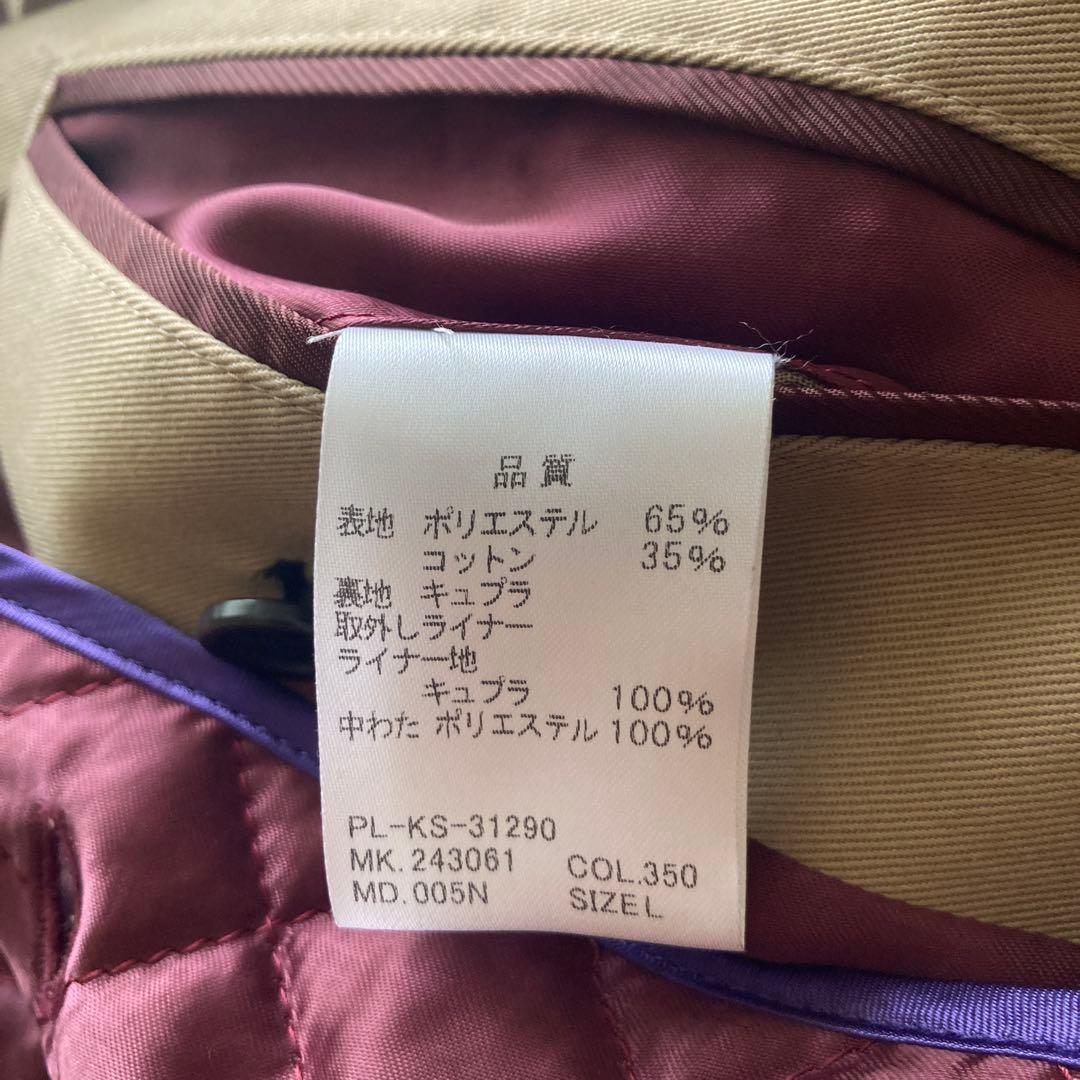 品質
表地 ポリエステル 65%
コットン 35%
裏地 キュプラ
取外しライナー
ライナー地
キュプラ 100%
中わた ポリエステル 100%
PL-KS-31290
MK.243061 COL.350
MD.005N SIZE L